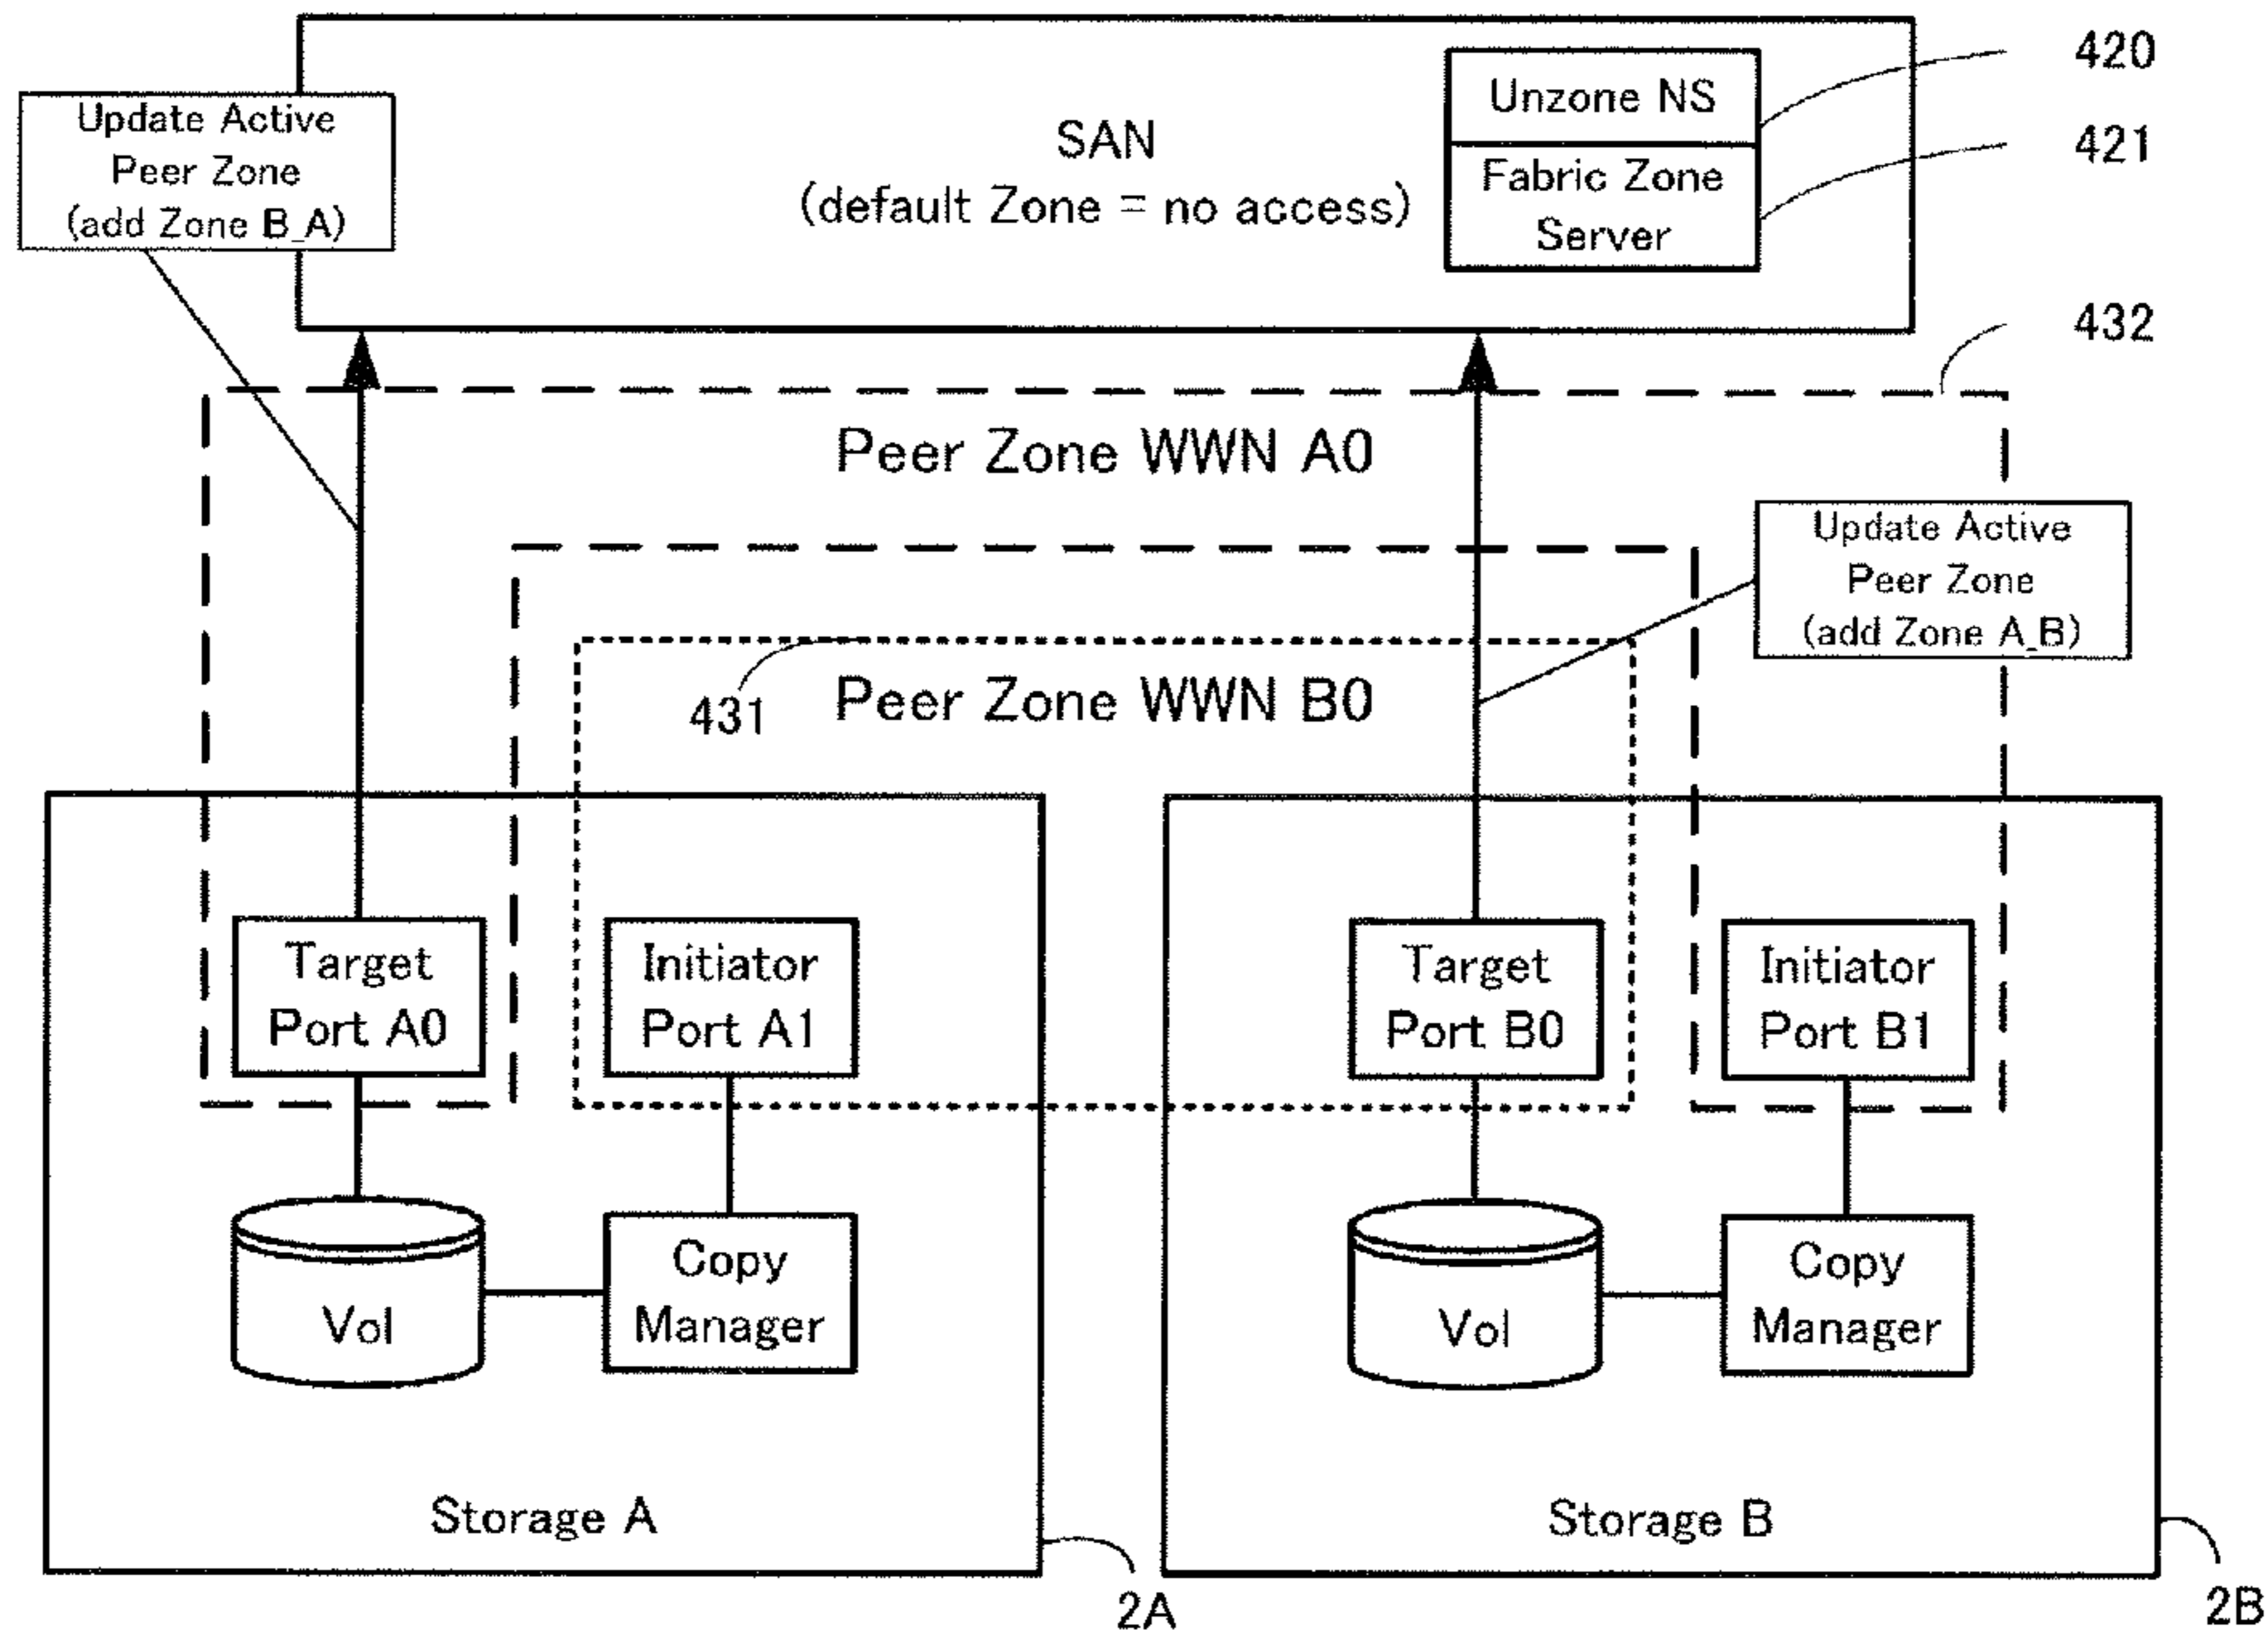 420
Unzone NS
Update Active
Peer Zone
(add Zone B_A)
SAN
(default Zone = no access)
421
Fabric Zone
Server
432
Peer Zone WWN A0
Update Active
Peer Zone
(add Zone A_B)
431
Peer Zone WWN B0
Target
Port A0
Initiator
Port A1
Target
Port B0
Initiator
Port B1
Vol
Copy
Manager
Vol
Copy
Manager
Storage A
Storage B
2A
2B